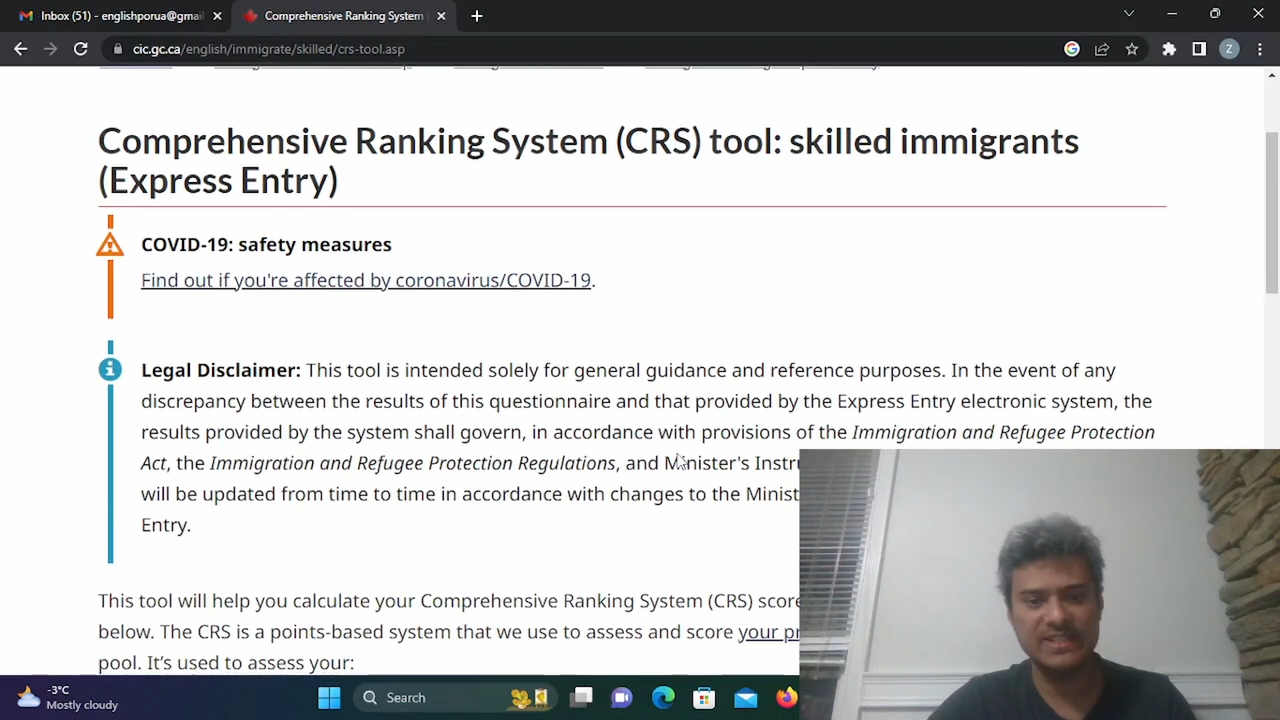 Inbox (51) - englishporua@gmail
Comprehensive Ranking System (
cic.gc.ca/english/immigrate/skilled/crs-tool.asp
Z
Comprehensive Ranking System (CRS) tool: skilled immigrants
(Express Entry)
COVID-19: safety measures
Find out if you're affected by coronavirus/COVID-19.
Legal Disclaimer: This tool is intended solely for general guidance and reference purposes. In the event of any
discrepancy between the results of this questionnaire and that provided by the Express Entry electronic system, the
results provided by the system shall govern, in accordance with provisions of the Immigration and Refugee Protection
Act, the Immigration and Refugee Protection Regulations, and Minister's Instru
will be updated from time to time in accordance with changes to the Minist
Entry.
This tool will help you calculate your Comprehensive Ranking System (CRS) score
below. The CRS is a points-based system that we use to assess and score your pr
pool. It's used to assess your:
-3°C
Mostly cloudy
Search